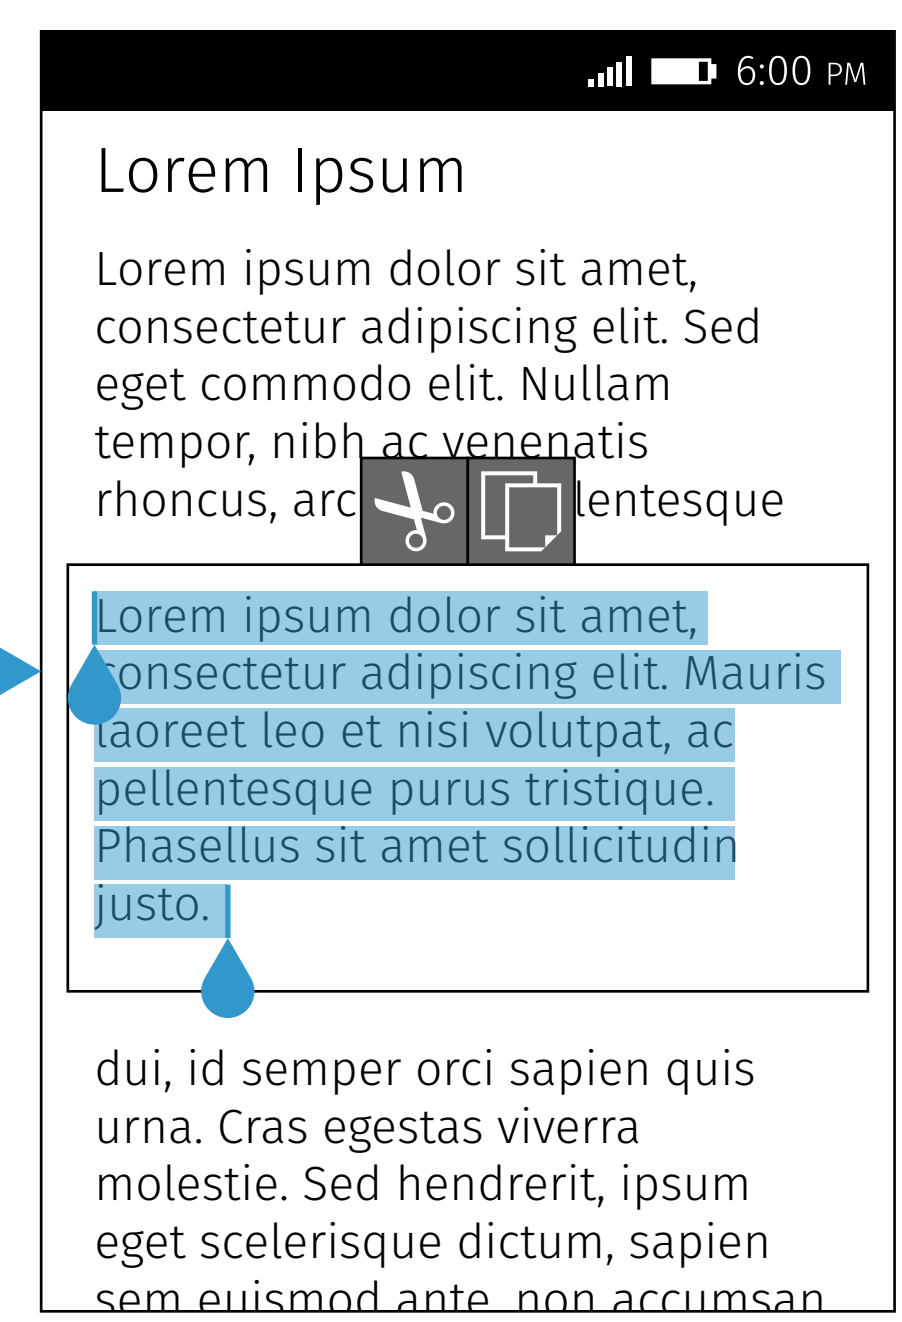 6:00 PM
Lorem Ipsum
Lorem ipsum dolor sit amet,
consectetur adipiscing elit. Sed
eget commodo elit. Nullam
tempor, nibh ac venenatis
rhoncus, arc lentesque
Lorem ipsum dolor sit amet,
consectetur adipiscing elit. Mauris
laoreet leo et nisi volutpat, ac
pellentesque purus tristique.
Phasellus sit amet sollicitudin
justo.
dui, id semper orci sapien quis
urna. Cras egestas viverra
molestie. Sed hendrerit, ipsum
eget scelerisque dictum, sapien
sem euismod ante, non accumsan